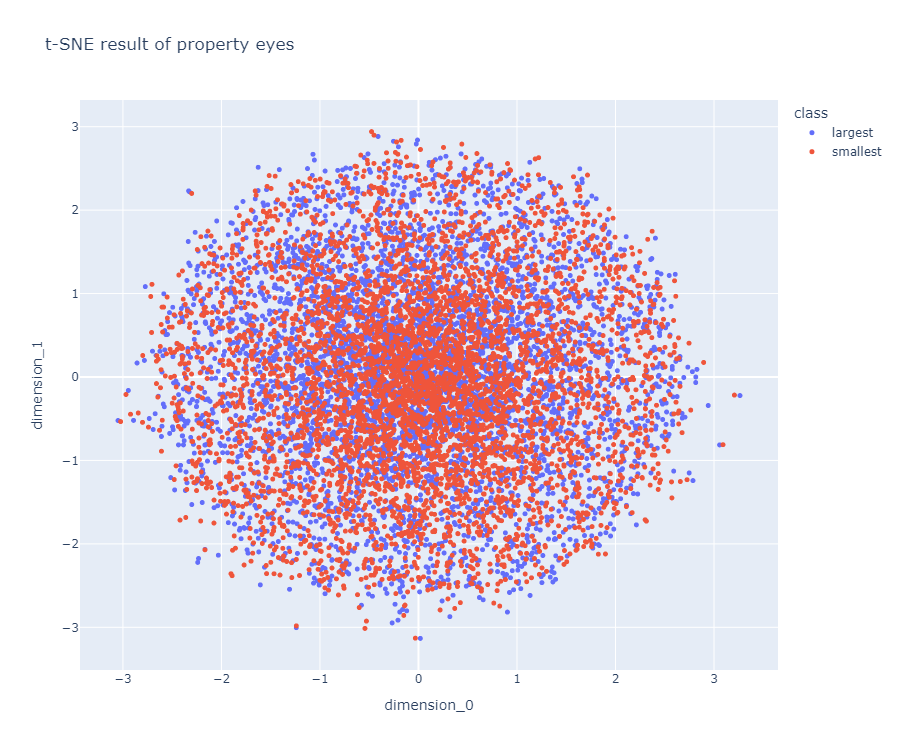 t-SNE result of property eyes
class
largest
smallest
3
2
1
0
−1
−2
−3
dimension_1
−3
−2
−1
0
1
2
3
dimension_0